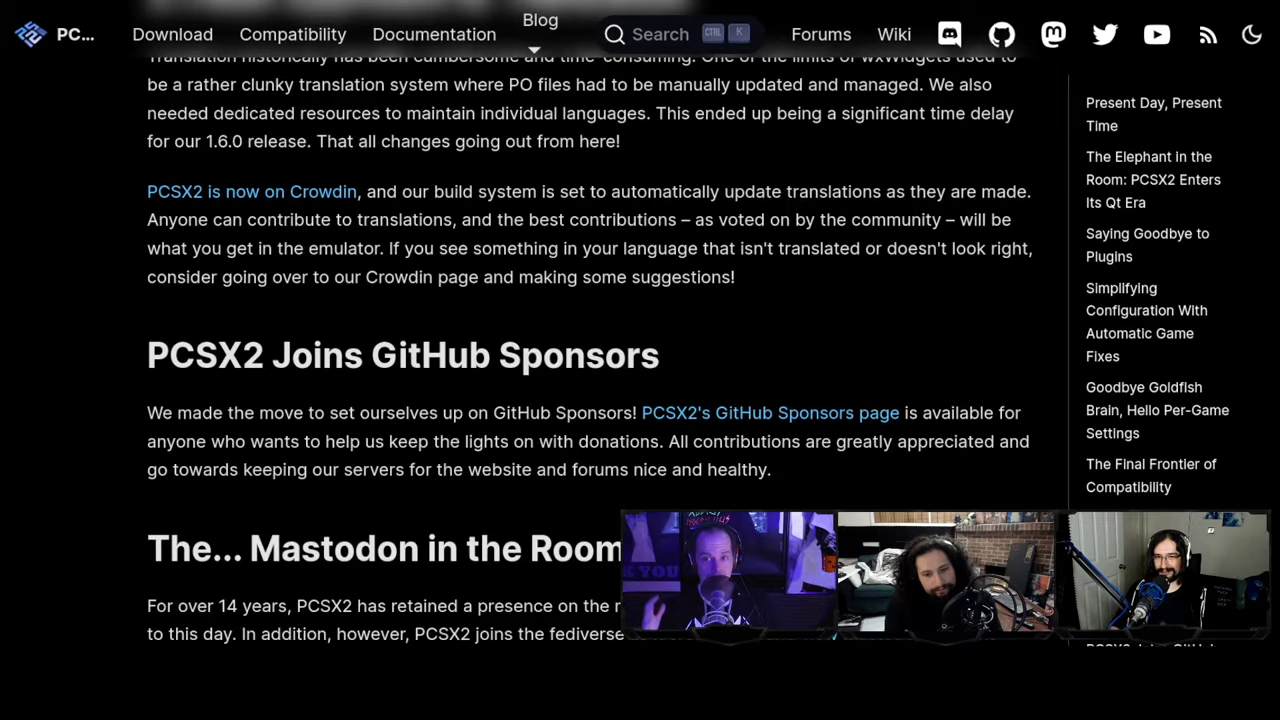 PC...
Download
Compatibility
Documentation
Blog
Search
CTRL
K
Forums
Wiki
Translation historically has been cumbersome and time-consuming. One of the limits of wxWidgets used to
be a rather clunky translation system where PO files had to be manually updated and managed. We also
needed dedicated resources to maintain individual languages. This ended up being a significant time delay
for our 1.6.0 release. That all changes going out from here!
PCSX2 is now on Crowdin, and our build system is set to automatically update translations as they are made.
Anyone can contribute to translations, and the best contributions – as voted on by the community – will be
what you get in the emulator. If you see something in your language that isn't translated or doesn't look right,
consider going over to our Crowdin page and making some suggestions!
PCSX2 Joins GitHub Sponsors
We made the move to set ourselves up on GitHub Sponsors! PCSX2's GitHub Sponsors page is available for
anyone who wants to help us keep the lights on with donations. All contributions are greatly appreciated and
go towards keeping our servers for the website and forums nice and healthy.
The... Mastodon in the Room
For over 14 years, PCSX2 has retained a presence on the
to this day. In addition, however, PCSX2 joins the fediverse
Present Day, Present
Time
The Elephant in the
Room: PCSX2 Enters
Its Qt Era
Saying Goodbye to
Plugins
Simplifying
Configuration With
Automatic Game
Fixes
Goodbye Goldfish
Brain, Hello Per-Game
Settings
The Final Frontier of
Compatibility